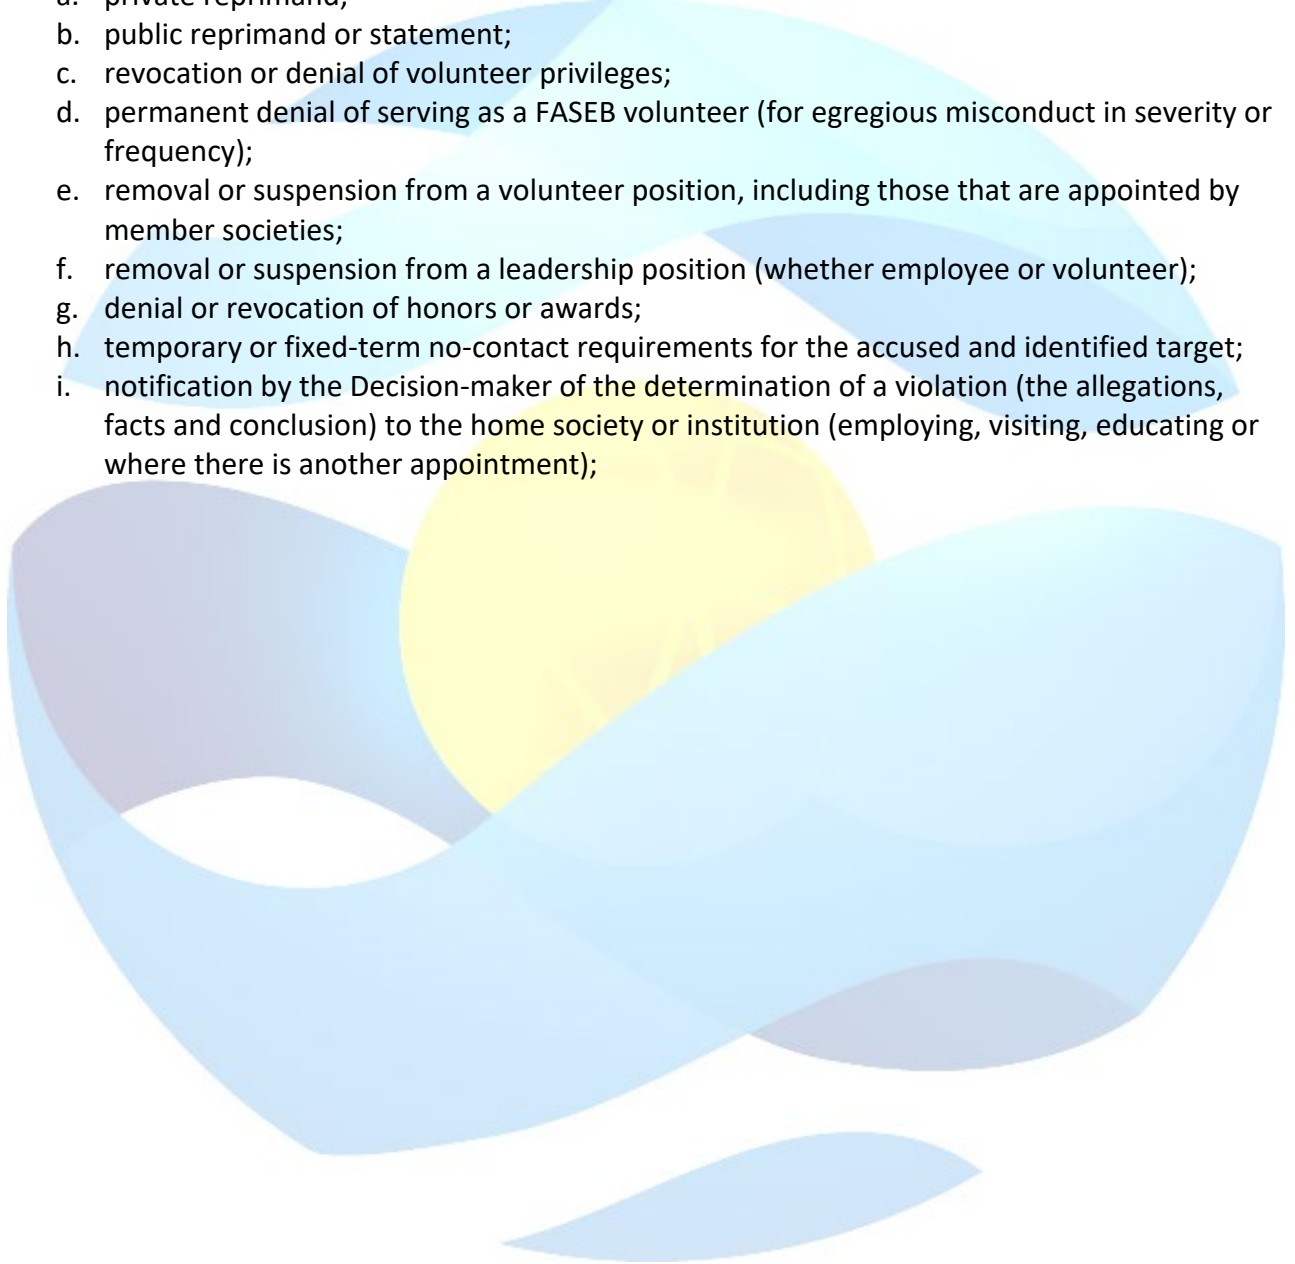 a. private reprimand;
b. public reprimand or statement;
c. revocation or denial of volunteer privileges;
d. permanent denial of serving as a FASEB volunteer (for egregious misconduct in severity or
frequency);
e. removal or suspension from a volunteer position, including those that are appointed by
member societies;
f. removal or suspension from a leadership position (whether employee or volunteer);
g. denial or revocation of honors or awards;
h. temporary or fixed-term no-contact requirements for the accused and identified target;
i. notification by the Decision-maker of the determination of a violation (the allegations,
facts and conclusion) to the home society or institution (employing, visiting, educating or
where there is another appointment);